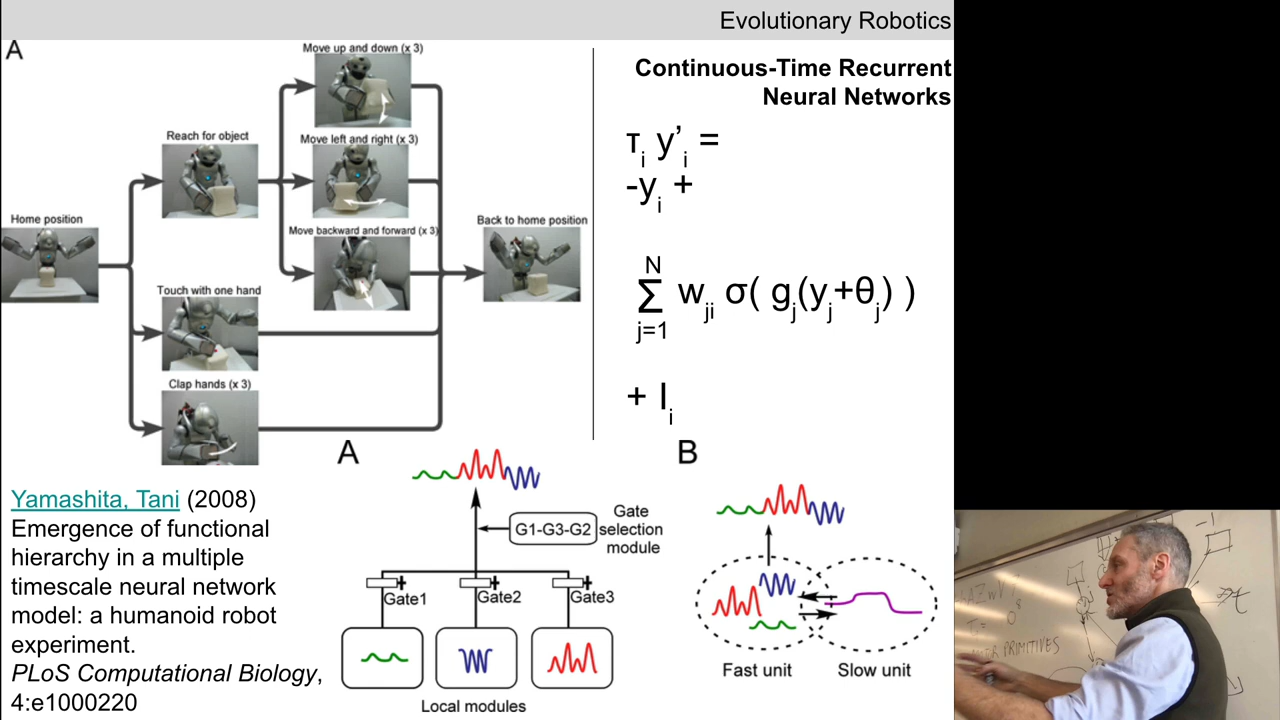 Evolutionary Robotics
A
Move up and down (x 3)
Reach for object
Move left and right (x 3)
Home position
Move backward and forward (x 3)
Back to home position
Touch with one hand
Clap hands (x 3)
Continuous-Time Recurrent
Neural Networks
τi y’i =
-yi +
N
Σ wji σ( gj(yj+θj) )
j=1
+ Ii
Yamashita, Tani (2008)
Emergence of functional
hierarchy in a multiple
timescale neural network
model: a humanoid robot
experiment.
PLoS Computational Biology,
4:e1000220
A
G1-G3-G2
Gate
selection
module
Gate1
Gate2
Gate3
Local modules
B
Fast unit
Slow unit
-1
PRIMITIVES